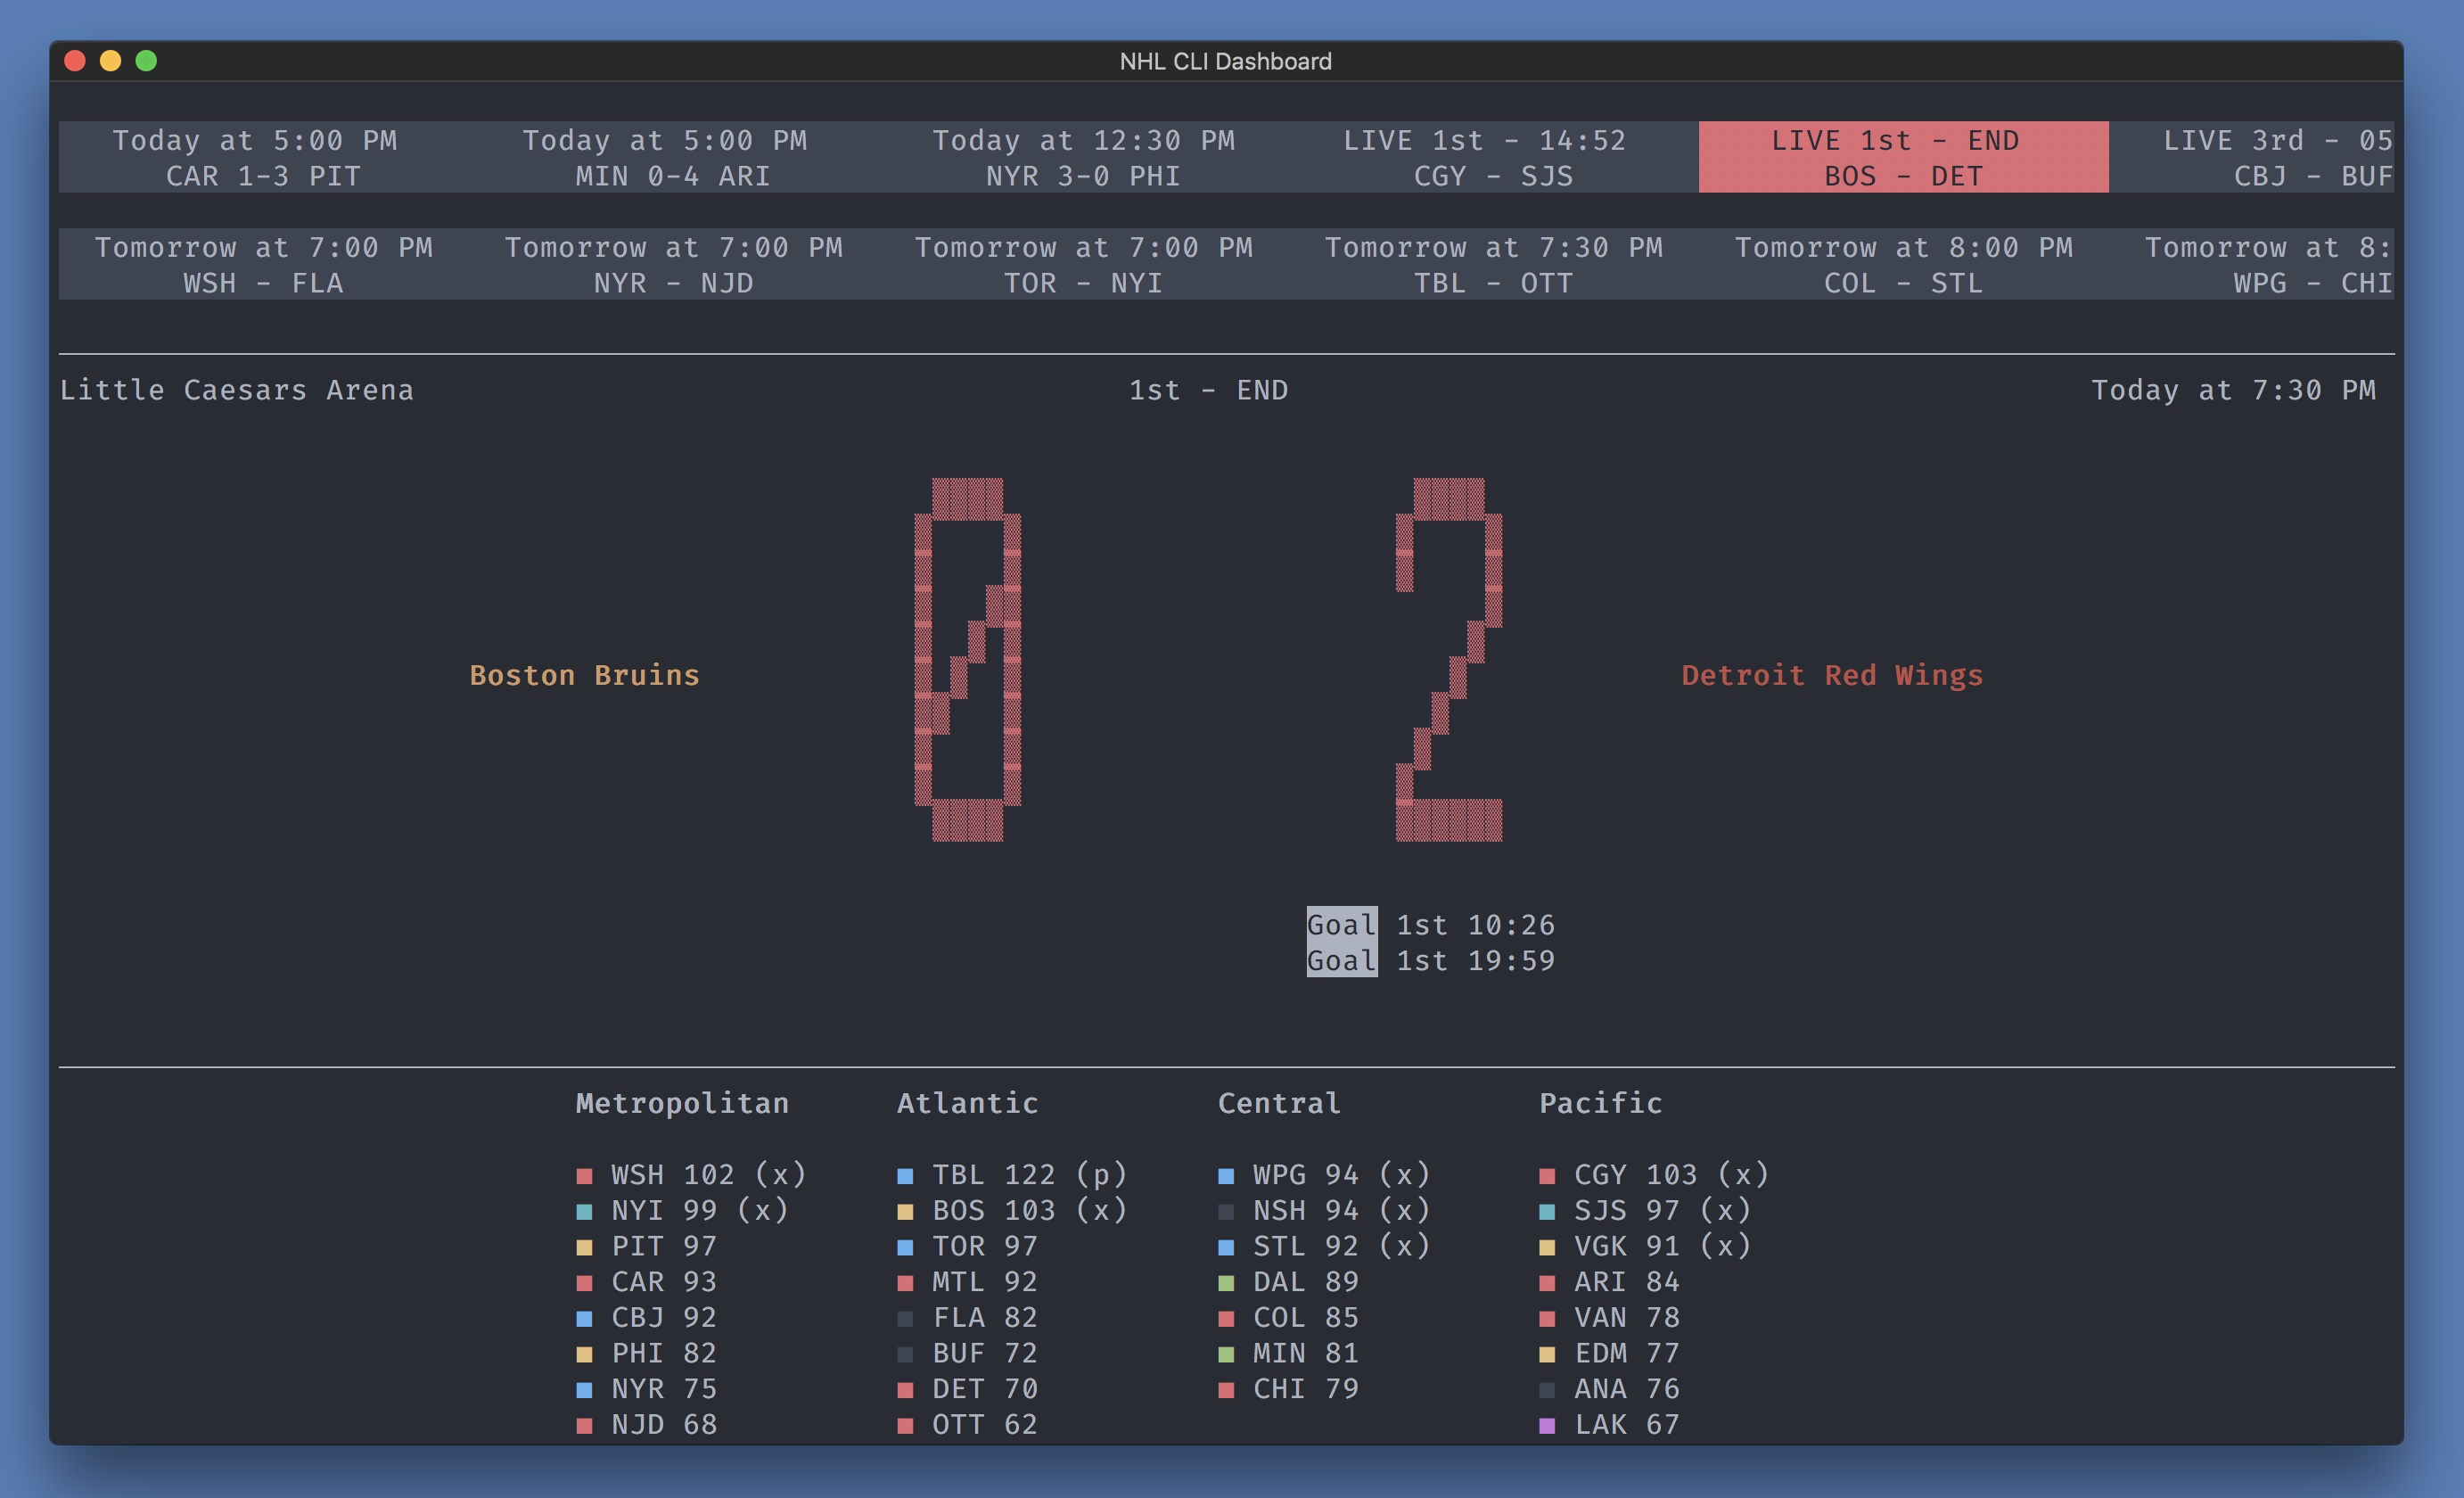 NHL CLI Dashboard
Today at 5:00 PM Today at 5:00 PM Today at 12:30 PM LIVE 1st - 14:52 LIVE 1st - END LIVE 3rd - 05
CAR 1-3 PIT MIN 0-4 ARI NYR 3-0 PHI CGY - SJS BOS - DET CBJ - BUF
Tomorrow at 7:00 PM Tomorrow at 7:00 PM Tomorrow at 7:00 PM Tomorrow at 7:30 PM Tomorrow at 8:00 PM Tomorrow at 8:
WSH - FLA NYR - NJD TOR - NYI TBL - OTT COL - STL WPG - CHI
Little Caesars Arena 1st - END Today at 7:30 PM
Boston Bruins 0 2 Detroit Red Wings
Goal 1st 10:26
Goal 1st 19:59
Metropolitan Atlantic Central Pacific
WSH 102 (x) TBL 122 (p) WPG 94 (x) CGY 103 (x)
NYI 99 (x) BOS 103 (x) NSH 94 (x) SJS 97 (x)
PIT 97 TOR 97 STL 92 (x) VGK 91 (x)
CAR 93 MTL 92 DAL 89 ARI 84
CBJ 92 FLA 82 COL 85 VAN 78
PHI 82 BUF 72 MIN 81 EDM 77
NYR 75 DET 70 CHI 79 ANA 76
NJD 68 OTT 62 LAK 67